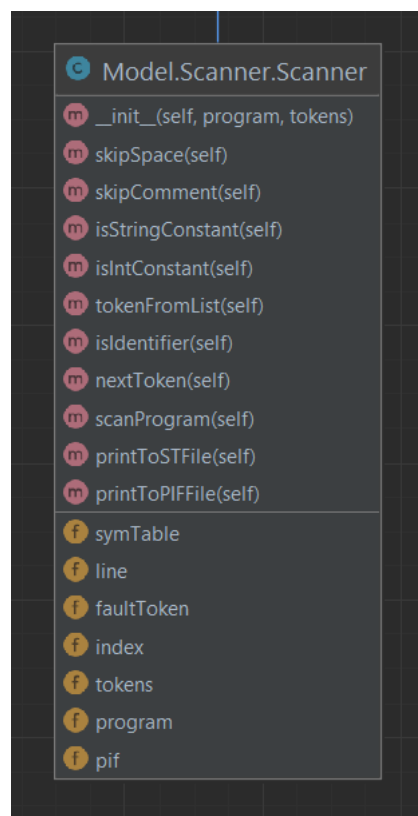 C Model.Scanner.Scanner
m __init__(self, program, tokens)
m skipSpace(self)
m skipComment(self)
m isStringConstant(self)
m isIntConstant(self)
m tokenFromList(self)
m isIdentifier(self)
m nextToken(self)
m scanProgram(self)
m printToSTFile(self)
m printToPIFFile(self)
f symTable
f line
f faultToken
f index
f tokens
f program
f pif